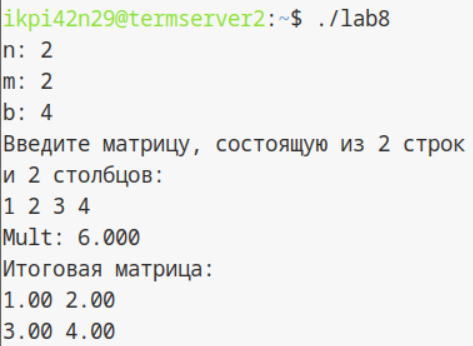 ikpi42n29@termserver2:~$ ./lab8
n: 2
m: 2
b: 4
Введите матрицу, состоящую из 2 строк
и 2 столбцов:
1 2 3 4
Mult: 6.000
Итоговая матрица:
1.00 2.00
3.00 4.00